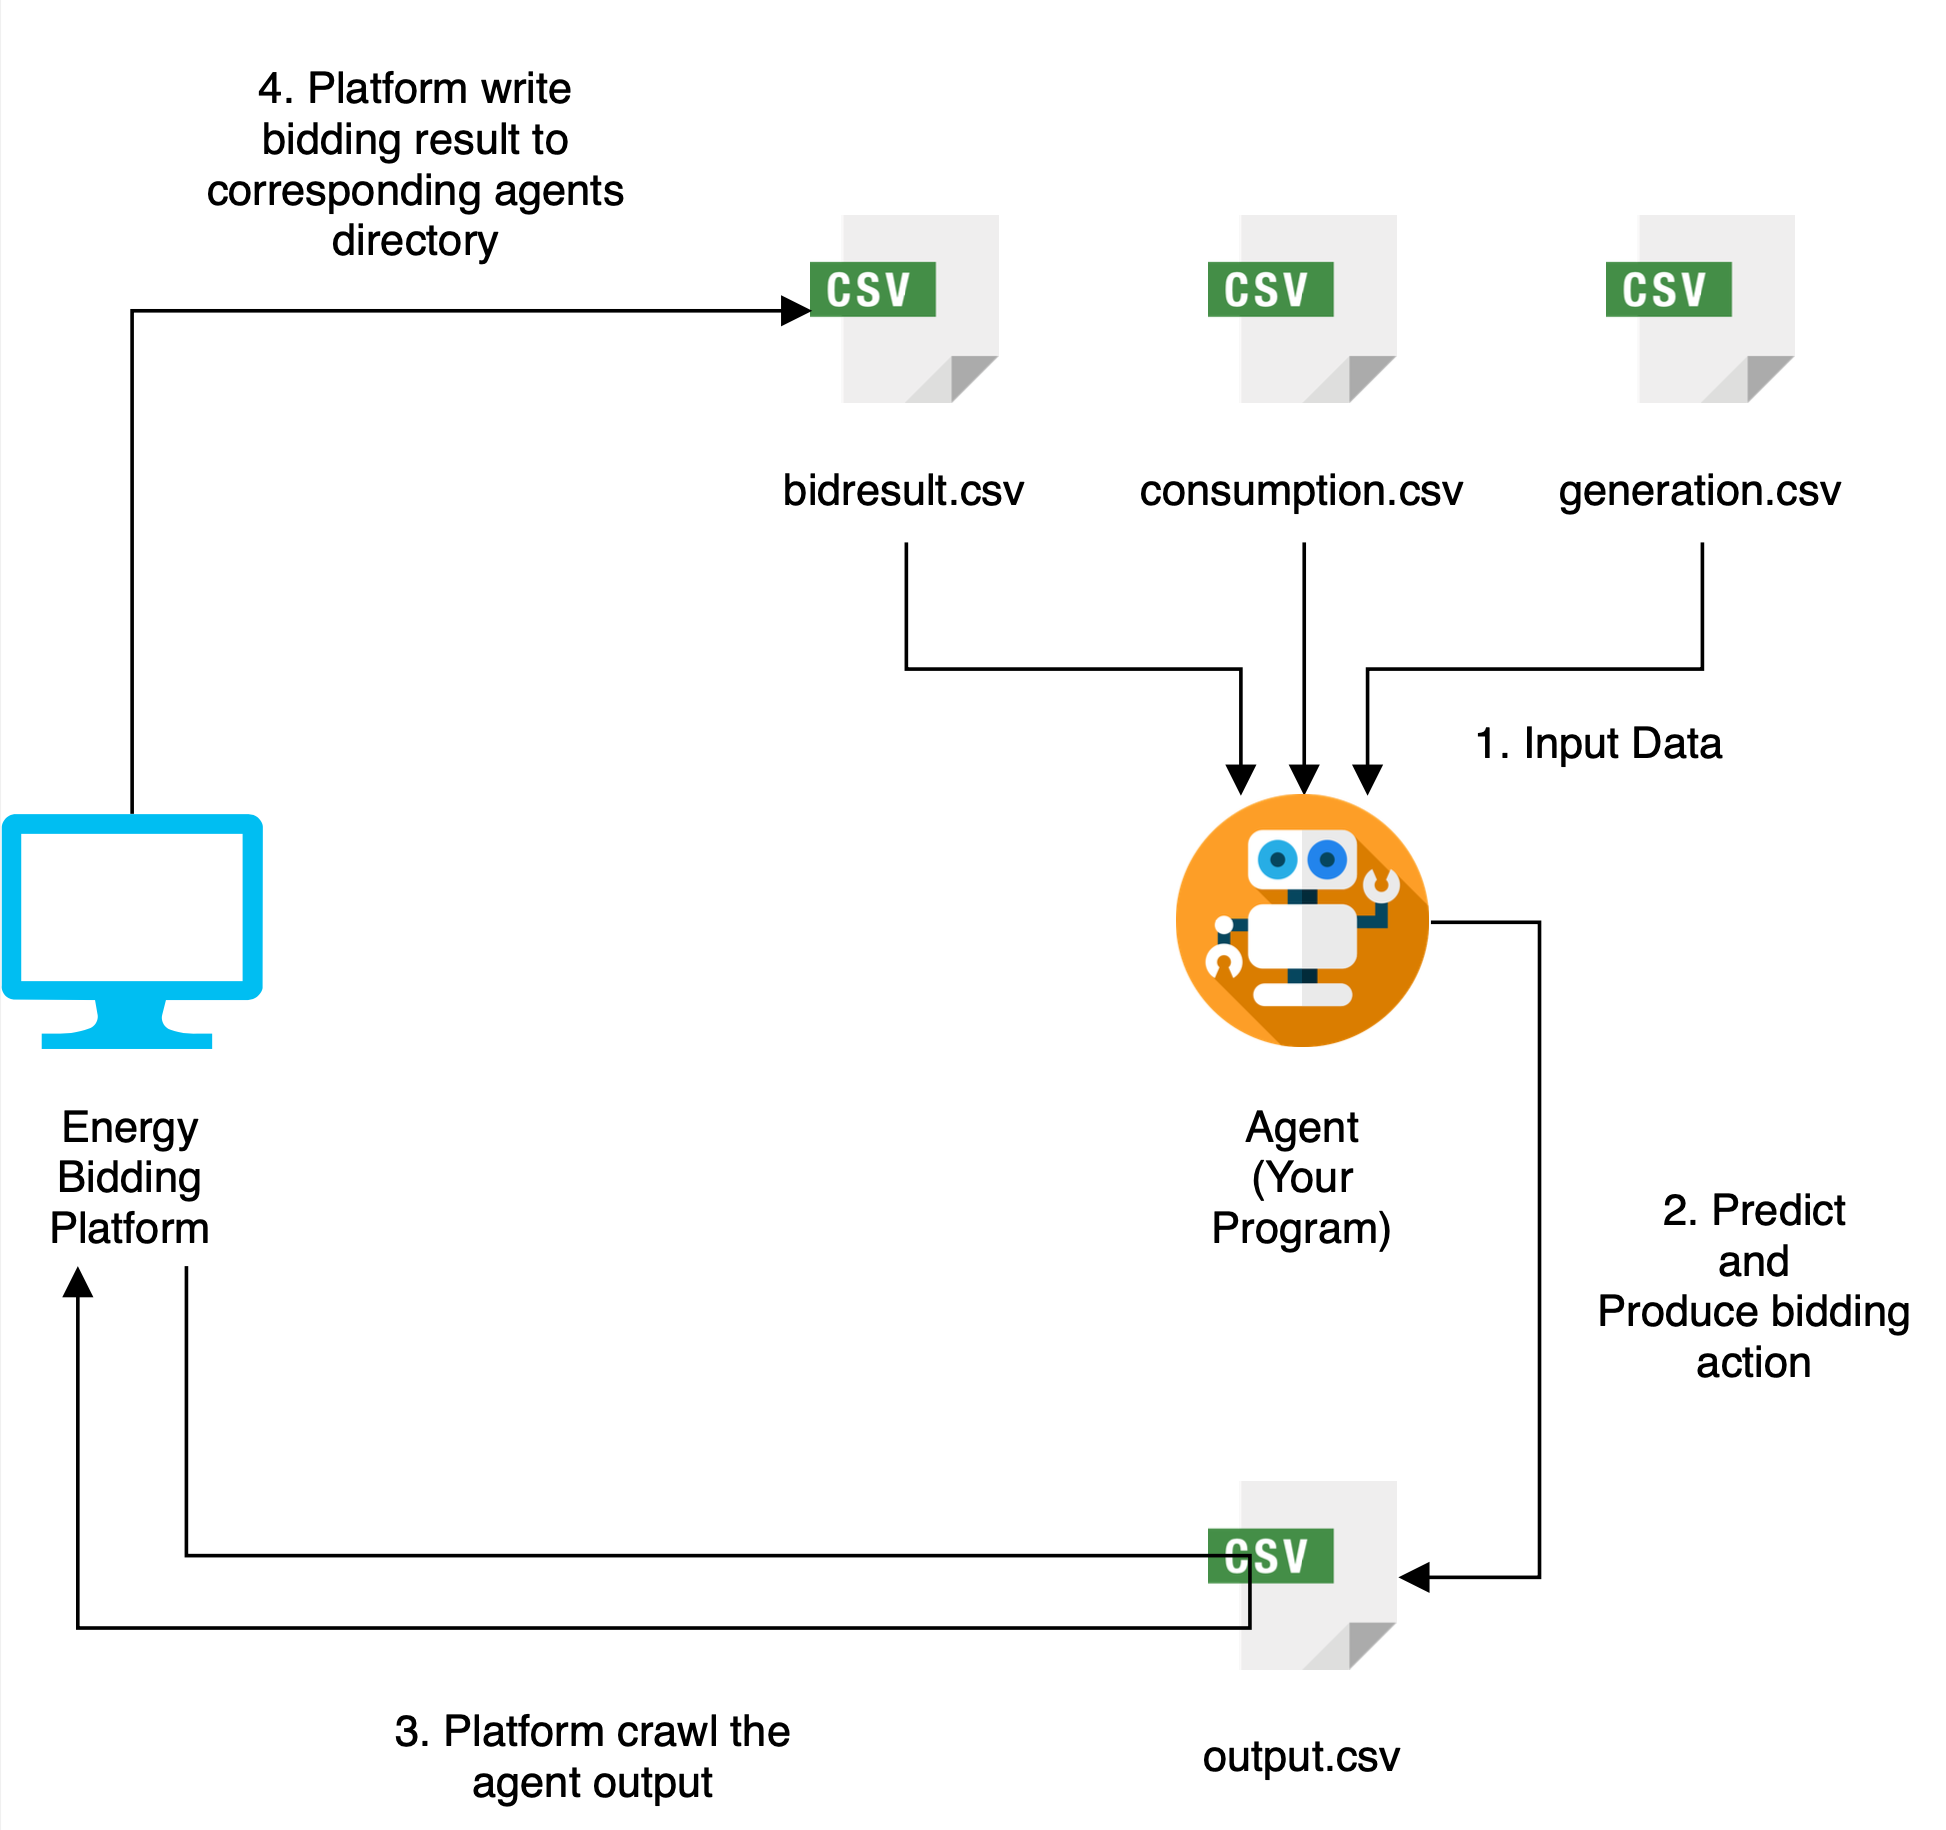 4. Platform write
bidding result to
corresponding agents
directory
CSV
CSV
CSV
bidresult.csv
consumption.csv
generation.csv
1. Input Data
Energy
Bidding
Platform
Agent
(Your
Program)
2. Predict
and
Produce bidding
action
CSV
3. Platform crawl the
agent output
output.csv